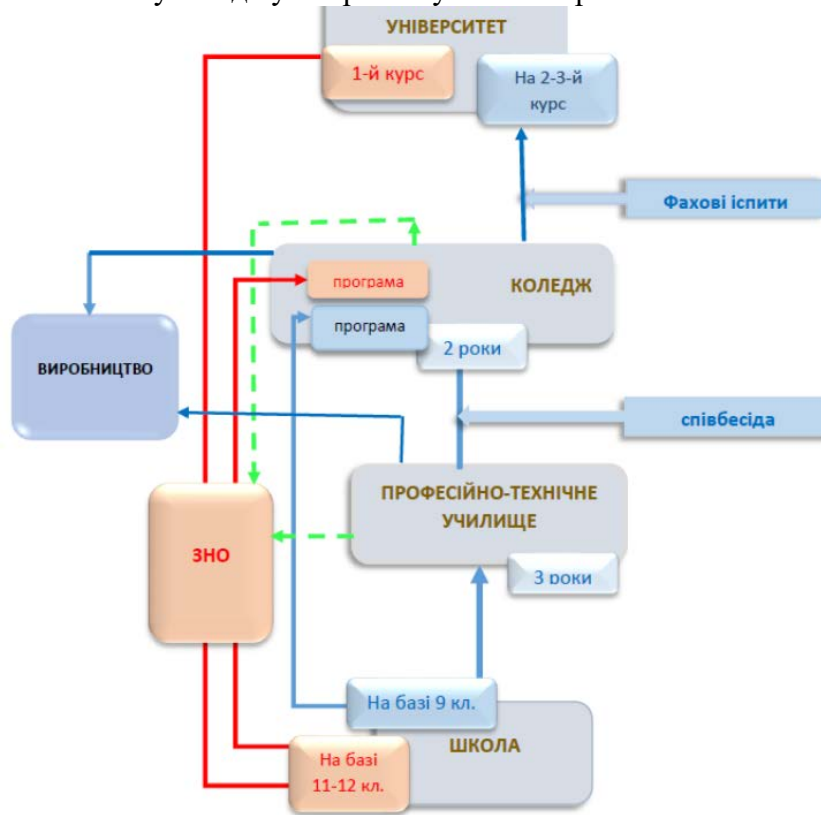 УНІВЕРСИТЕТ
1-й курс
На 2-3-й
курс
Фахові іспити
програма
КОЛЕДЖ
програма
2 роки
ВИРОБНИЦТВО
співбесіда
ПРОФЕСІЙНО-ТЕХНІЧНЕ
УЧИЛИЩЕ
ЗНО
3 роки
На базі 9 кл.
ШКОЛА
На базі
11-12 кл.